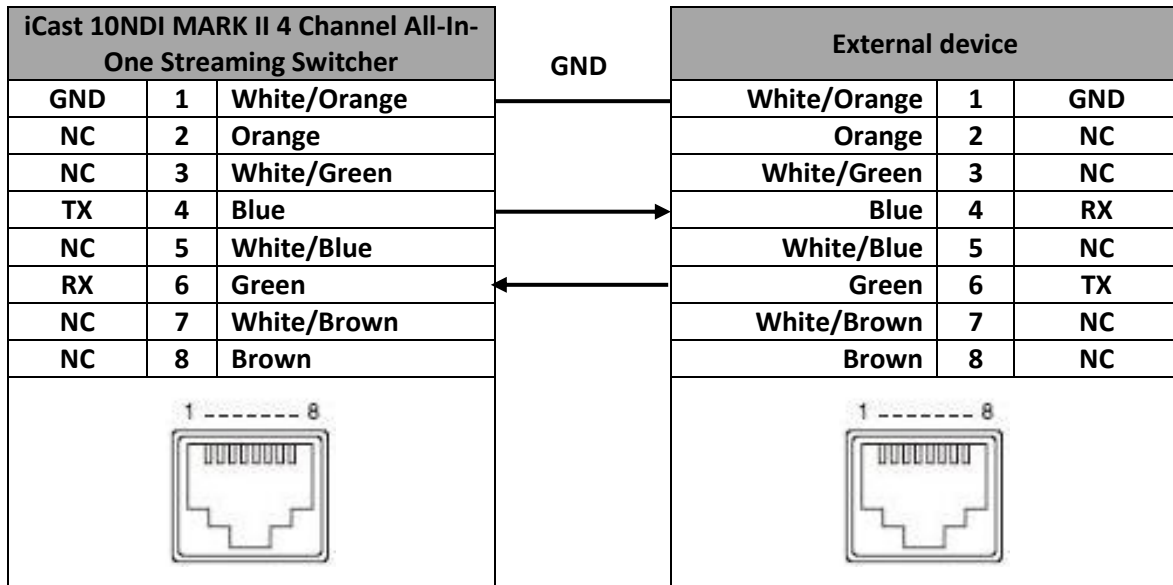 iCast 10NDI MARK II 4 Channel All-In-
One Streaming Switcher
GND
External device
GND 1 White/Orange White/Orange 1 GND
NC 2 Orange Orange 2 NC
NC 3 White/Green White/Green 3 NC
TX 4 Blue Blue 4 RX
NC 5 White/Blue White/Blue 5 NC
RX 6 Green Green 6 TX
NC 7 White/Brown White/Brown 7 NC
NC 8 Brown Brown 8 NC
1 ------- 8 1 ------- 8